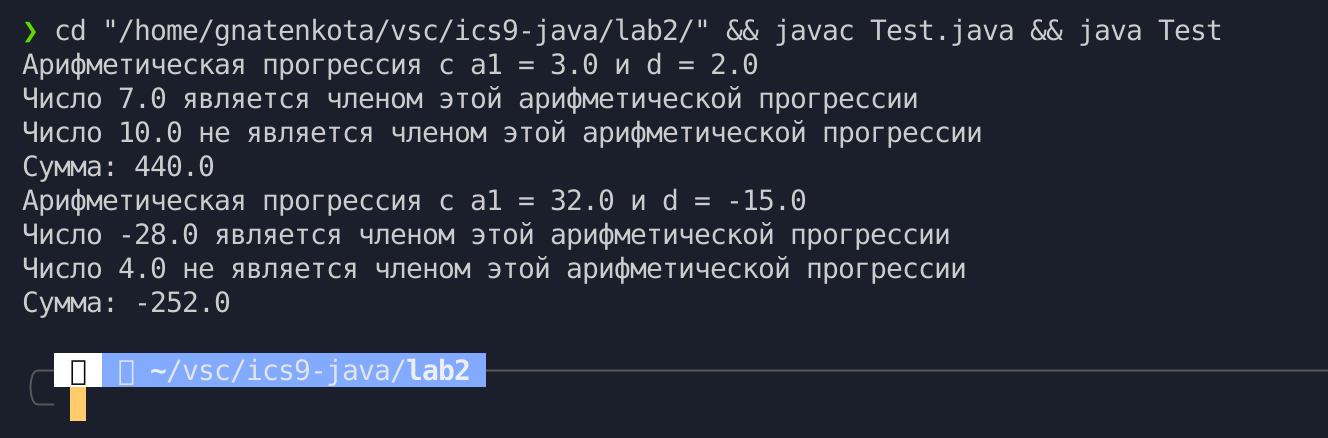 ❯ cd "/home/gnatenkota/vsc/ics9-java/lab2/" && javac Test.java && java Test
Арифметическая прогрессия с a1 = 3.0 и d = 2.0
Число 7.0 является членом этой арифметической прогрессии
Число 10.0 не является членом этой арифметической прогрессии
Сумма: 440.0
Арифметическая прогрессия с a1 = 32.0 и d = -15.0
Число -28.0 является членом этой арифметической прогрессии
Число 4.0 не является членом этой арифметической прогрессии
Сумма: -252.0
~/vsc/ics9-java/lab2